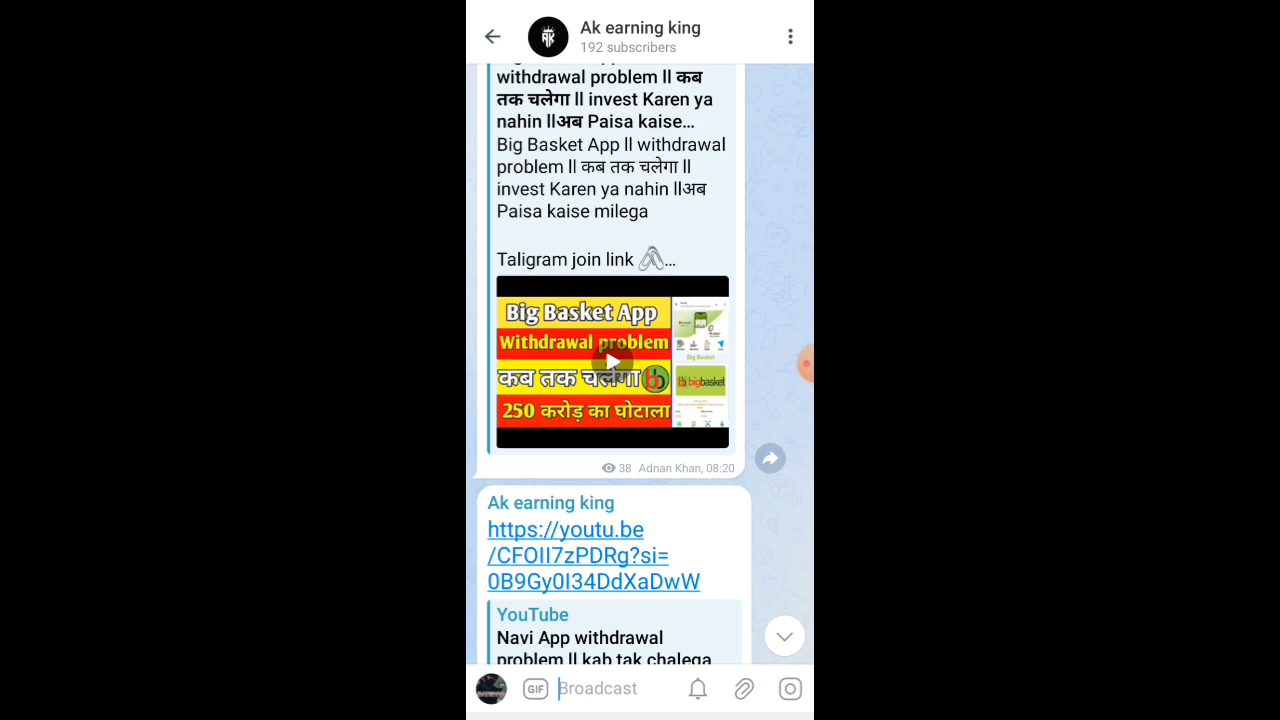 Ak earning king
192 subscribers
withdrawal problem ll कब
तक चलेगा ll invest Karen ya
nahin llअब Paisa kaise...
Big Basket App ll withdrawal
problem ll कब तक चलेगा ll
invest Karen ya nahin llअब
Paisa kaise milega
Taligram join link 🖇️...
Big Basket App
Withdrawal problem
कब तक चलेगा
250 करोड़ का घोटाला
Big Basket
bigbasket
38 Adnan Khan, 08:20
Ak earning king
https://youtu.be
/CFOII7zPDRg?si=
0B9Gy0I34DdXaDwW
YouTube
Navi App withdrawal
problem ll kab tak chalega
GIF Broadcast